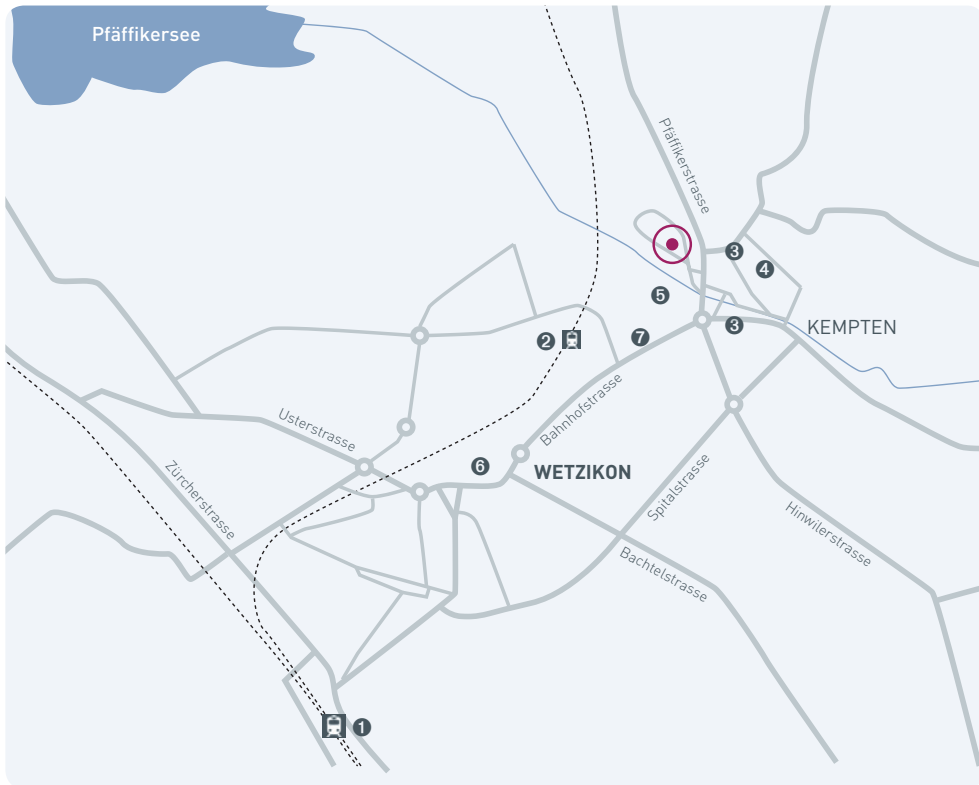 Pfäffikersee
Pfäffikerstrasse
3
4
5
3
KEMPTEN
2
7
Bahnhofstrasse
Usterstrasse
6
WETZIKON
Zürcherstrasse
Spitalstrasse
Hinwilerstrasse
Bachtelstrasse
1